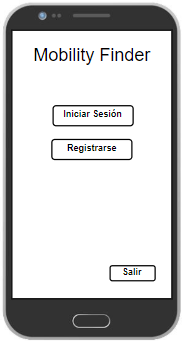 Mobility Finder
Iniciar Sesión
Registrarse
Salir